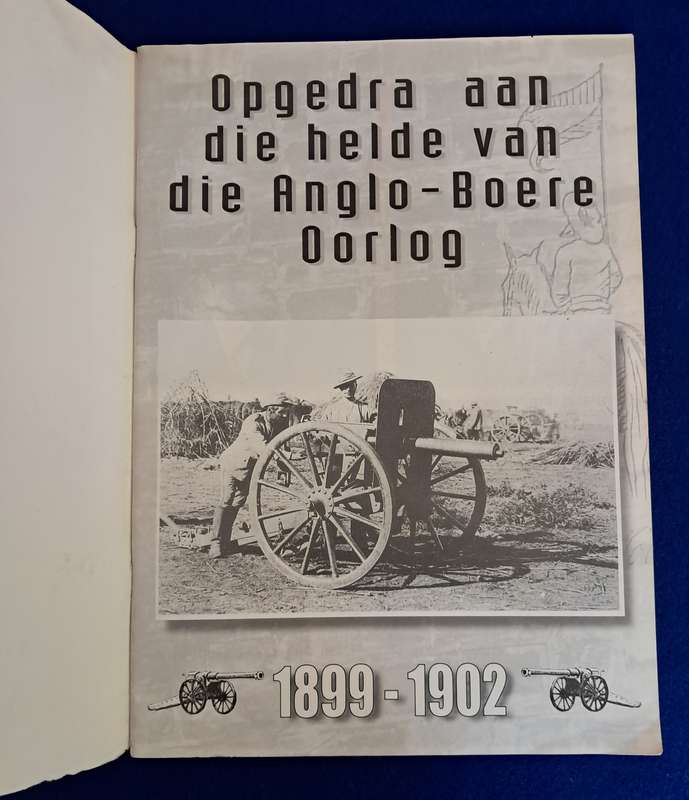 Opgedra aan
die helde van
die Anglo-Boere
Oorlog
1899 - 1902